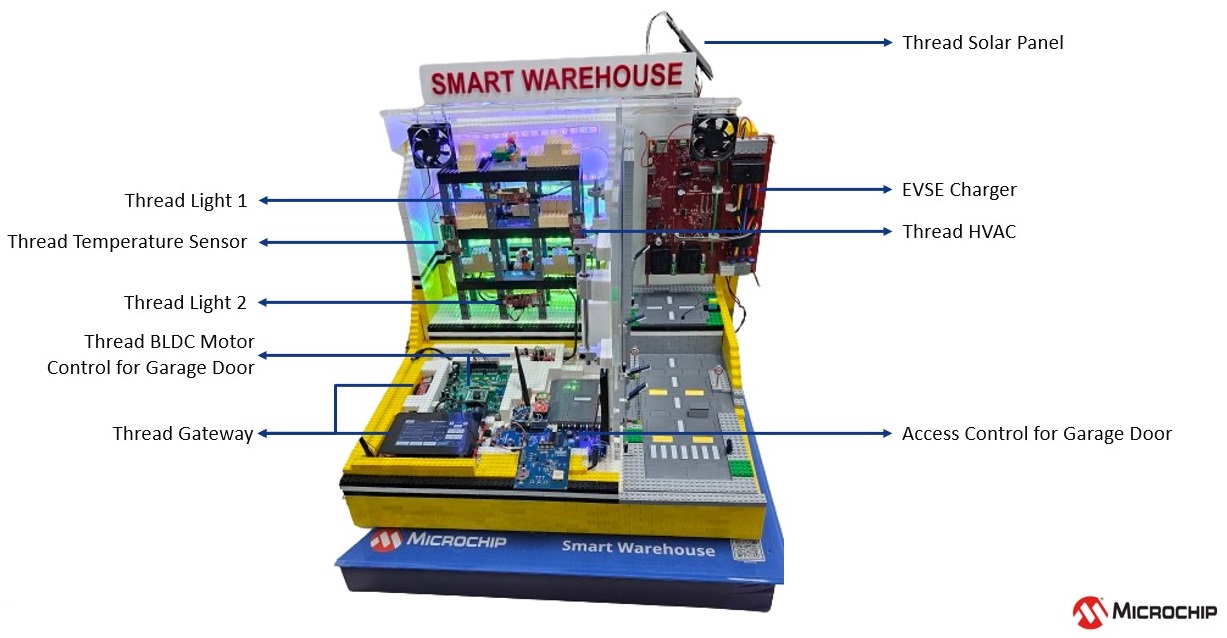 Thread Solar Panel
SMART WAREHOUSE
EVSE Charger
Thread Light 1
Thread HVAC
Thread Temperature Sensor
Thread Light 2
Thread BLDC Motor
Control for Garage Door
Thread Gateway
Access Control for Garage Door
MICROCHIP
Smart Warehouse
MICROCHIP